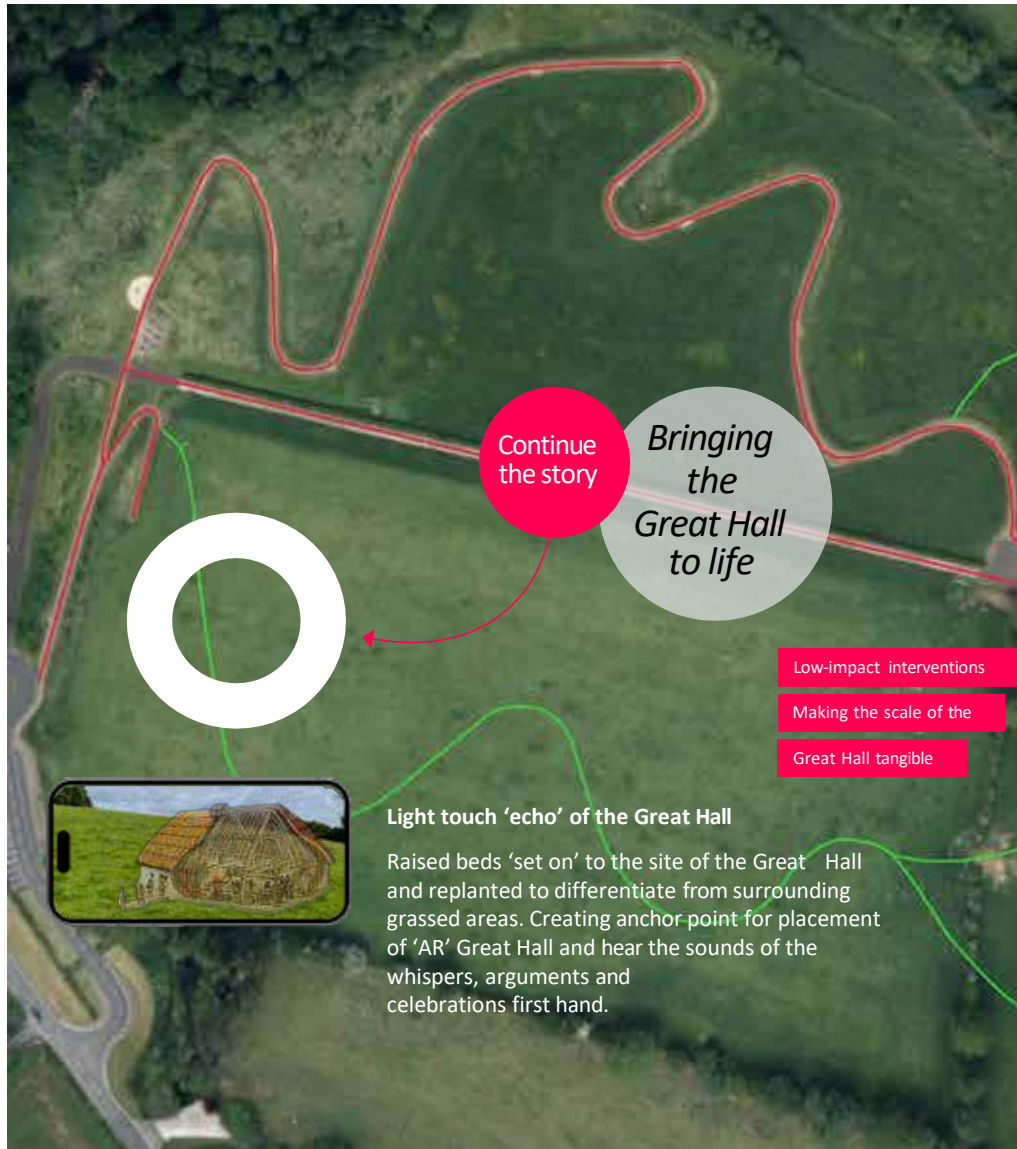 Continue
the story
Bringing
the
Great Hall
to life
Low-impact interventions
Making the scale of the
Great Hall tangible
Light touch ‘echo’ of the Great Hall
Raised beds ‘set on’ to the site of the Great Hall
and replanted to differentiate from surrounding
grassed areas. Creating anchor point for placement
of ‘AR’ Great Hall and hear the sounds of the
whispers, arguments and
celebrations first hand.